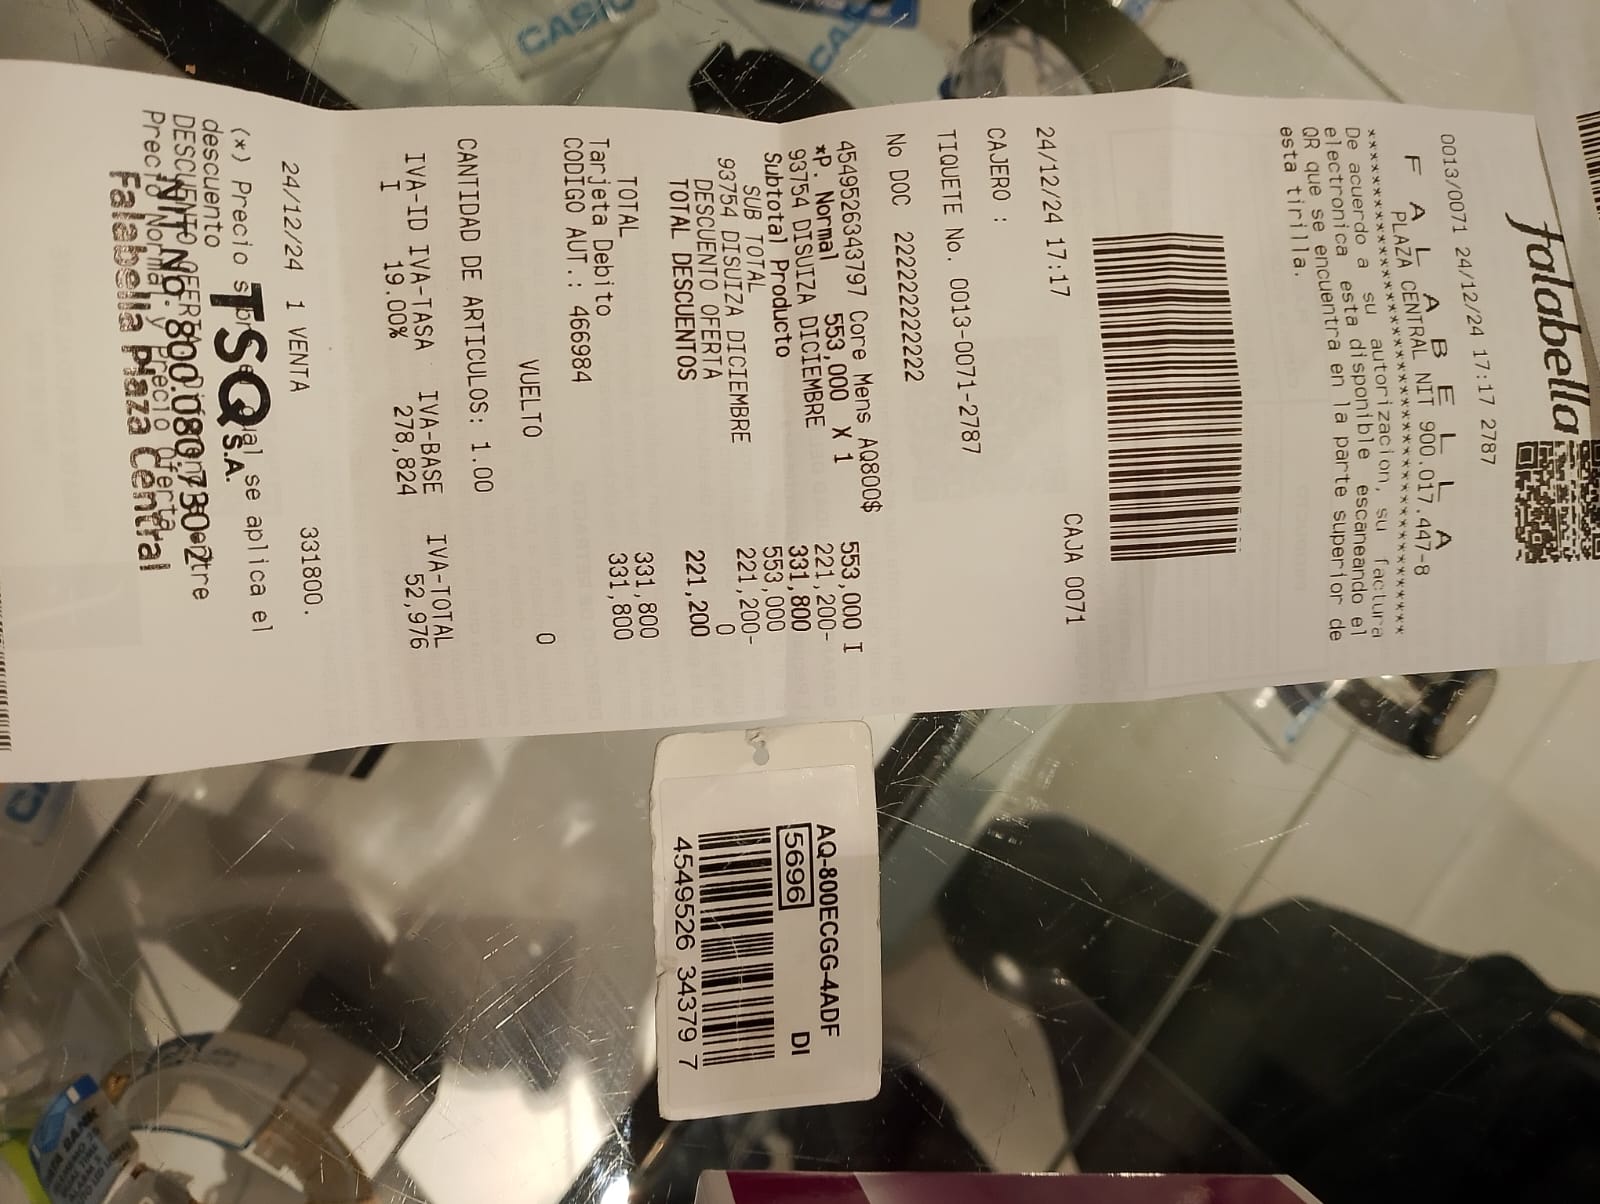 falabella
0013/0071 24/12/24 17:17 2787
F A L A B E L L A
PLAZA CENTRAL NIT 900.017.447-8
De acuerdo a su autorizacion, su factura
electronica esta disponible escaneando el
QR que se encuentra en la parte superior de
esta tirilla.
CAJA 0071
24/12/24 17:17
CAJERO :
TIQUETE No. 0013-0071-2787
No DOC 222222222222
4549526343797 Core Mens AQ800$ 553,000 I
*P. Normal 553,000 X 1 221,200-
93754 DISUIZA DICIEMBRE 331,800
Subtotal Producto 553,000
SUB TOTAL 221,200-
93754 DISUIZA DICIEMBRE 0
DESCUENTO OFERTA
TOTAL DESCUENTOS 221,200
TOTAL 331,800
Tarjeta Debito 331,800
CODIGO AUT.: 466984
VUELTO 0
CANTIDAD DE ARTICULOS: 1.00
IVA-ID IVA-TASA IVA-BASE IVA-TOTAL
I 19.00% 278,824 52,976
24/12/24 1 VENTA 331800.
(*) Precio se aplica el
descuento
TSQ S.A.
NIT No. 800.080.730-2
Falabella Plaza Central
DESCUENTO OFERTA
Precio Normal y Precio Oferta
AQ-800ECGG-4ADF
5696 DI
4549526 34379 7
CASIO